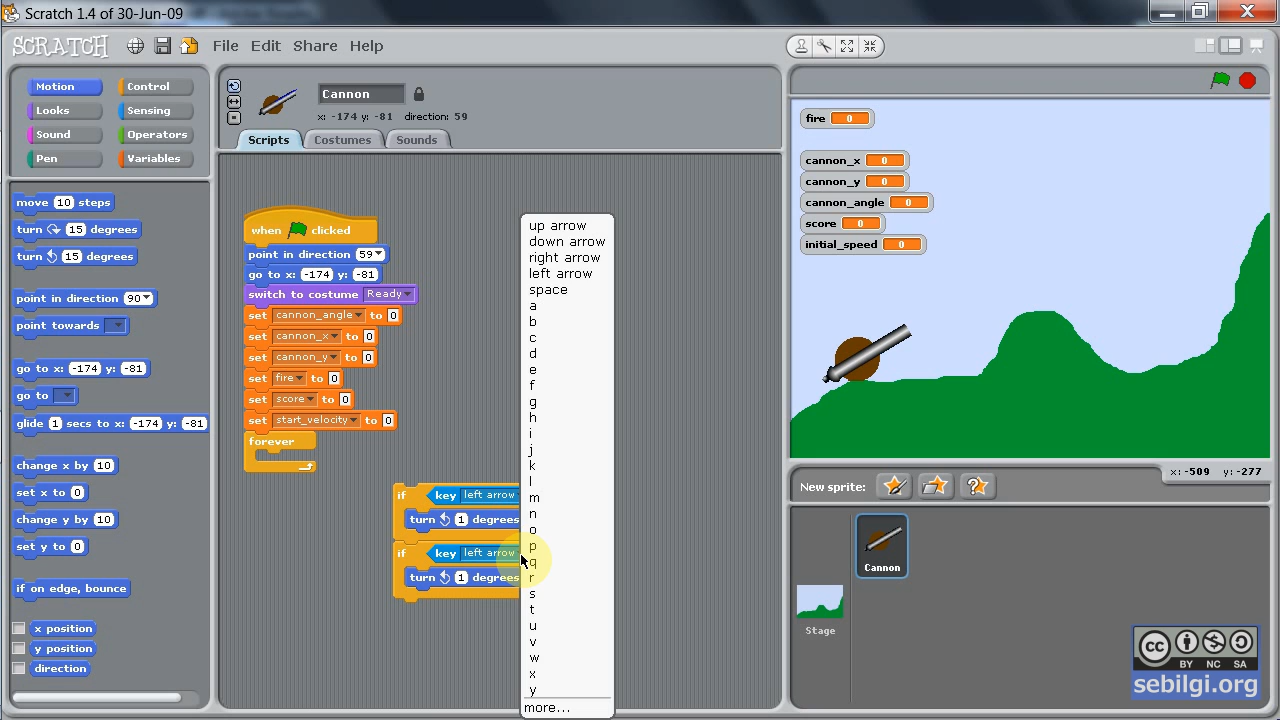 Scratch 1.4 of 30-Jun-09
SCRATCH File Edit Share Help
Motion Control
Looks Sensing
Sound Operators
Pen Variables
move 10 steps
turn 15 degrees
turn 15 degrees
point in direction 90
point towards
go to x: -174 y: -81
go to
glide 1 secs to x: -174 y: -81
change x by 10
set x to 0
change y by 10
set y to 0
if on edge, bounce
x position
y position
direction
Cannon
x: -174 y: -81 direction: 59
Scripts Costumes Sounds
when clicked
point in direction 59
go to x: -174 y: -81
switch to costume Ready
set cannon_angle to 0
set cannon_x to 0
set cannon_y to 0
set fire to 0
set score to 0
set start_velocity to 0
forever
if key left arrow
turn 1 degrees
if key left arrow
turn 1 degrees
up arrow
down arrow
right arrow
left arrow
space
a
b
c
d
e
f
g
h
i
j
k
l
m
n
o
p
q
r
s
t
u
v
w
x
y
more...
fire 0
cannon_x 0
cannon_y 0
cannon_angle 0
score 0
initial_speed 0
x: -509 y: -277
New sprite:
Cannon
Stage
cc BY NC SA
sebilgi.org